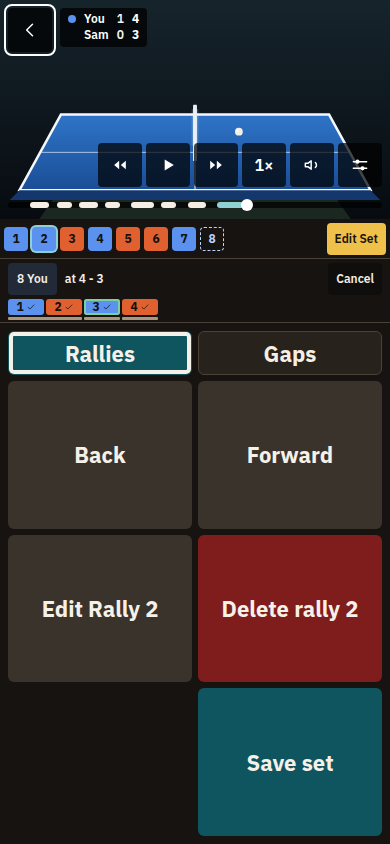 You 1 4
Sam 0 3
1×
1 2 3 4 5 6 7 8
Edit Set
8 You at 4 - 3
Cancel
1 2 3 4
Rallies
Gaps
Back
Forward
Edit Rally 2
Delete rally 2
Save set